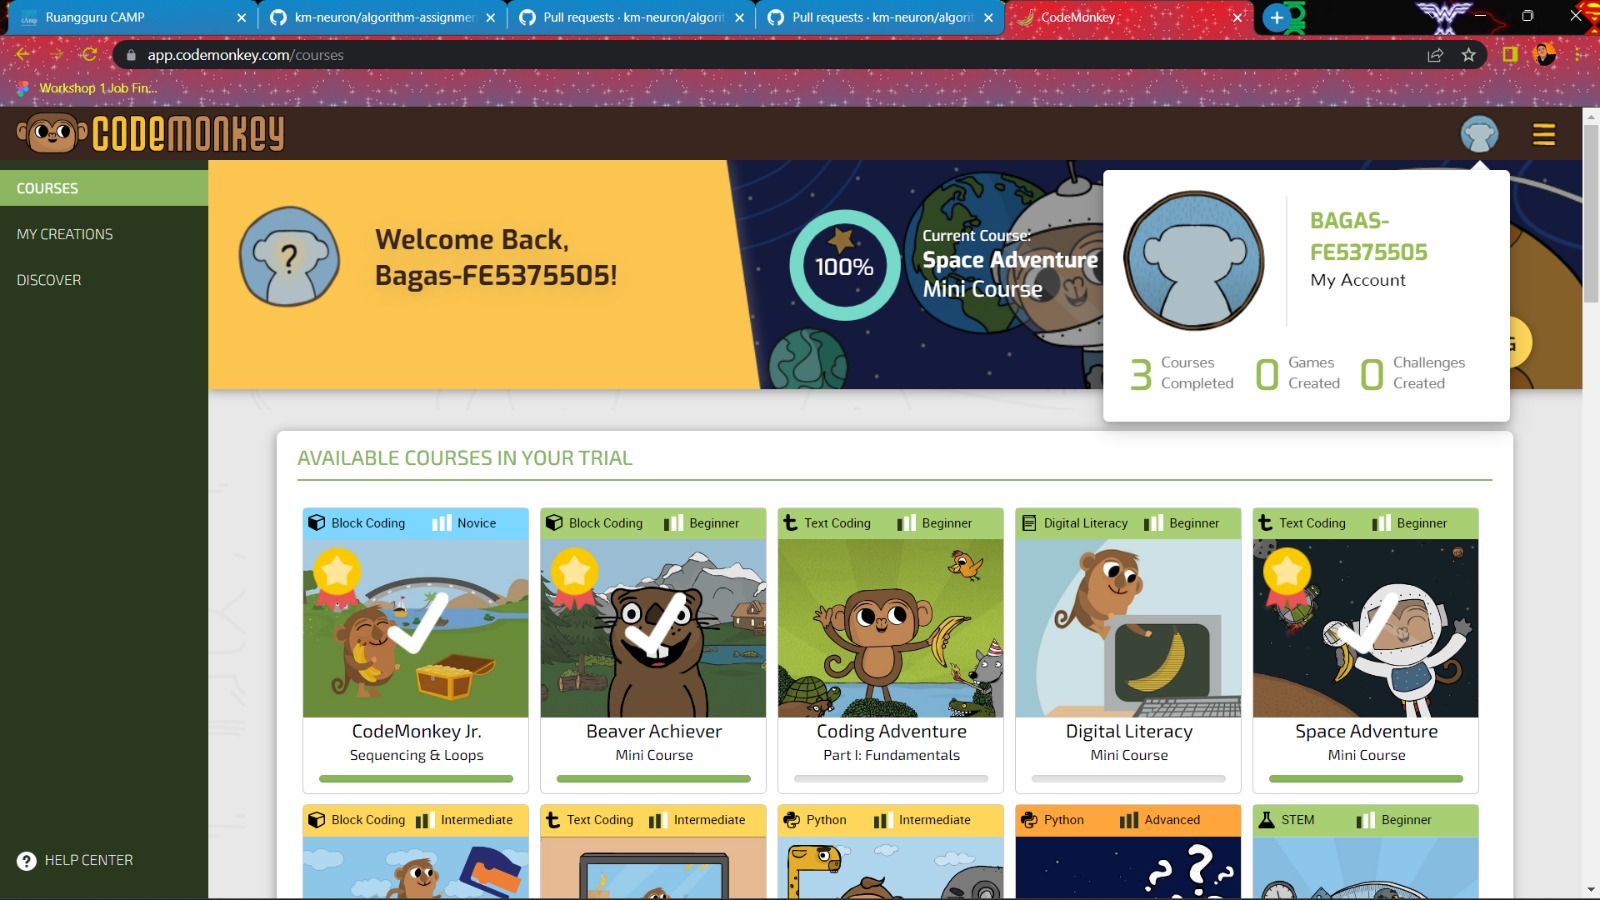 Ruangguru CAMP
km-neuron/algorithm-assignmer
Pull requests · km-neuron/algorit
Pull requests · km-neuron/algorit
CodeMonkey
app.codemonkey.com/courses
Workshop 1 Job Fin...
CODEMONKEY
COURSES
MY CREATIONS
DISCOVER
HELP CENTER
?
Welcome Back,
Bagas-FE5375505!
100%
Current Course:
Space Adventure
Mini Course
BAGAS-
FE5375505
My Account
3 Courses Completed
0 Games Created
0 Challenges Created
AVAILABLE COURSES IN YOUR TRIAL
Block Coding Novice
CodeMonkey Jr.
Sequencing & Loops
Block Coding Beginner
Beaver Achiever
Mini Course
Text Coding Beginner
Coding Adventure
Part I: Fundamentals
Digital Literacy Beginner
Digital Literacy
Mini Course
Text Coding Beginner
Space Adventure
Mini Course
Block Coding Intermediate
Text Coding Intermediate
Python Intermediate
Python Advanced
STEM Beginner